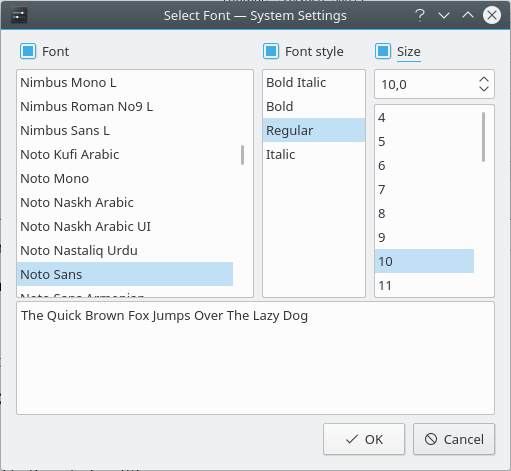 Select Font — System Settings
Font
Font style
Size
Nimbus Mono L
Nimbus Roman No9 L
Nimbus Sans L
Noto Kufi Arabic
Noto Mono
Noto Naskh Arabic
Noto Naskh Arabic UI
Noto Nastaliq Urdu
Noto Sans
Noto Sans Armenian
Bold Italic
Bold
Regular
Italic
10,0
4
5
6
7
8
9
10
11
The Quick Brown Fox Jumps Over The Lazy Dog
OK
Cancel